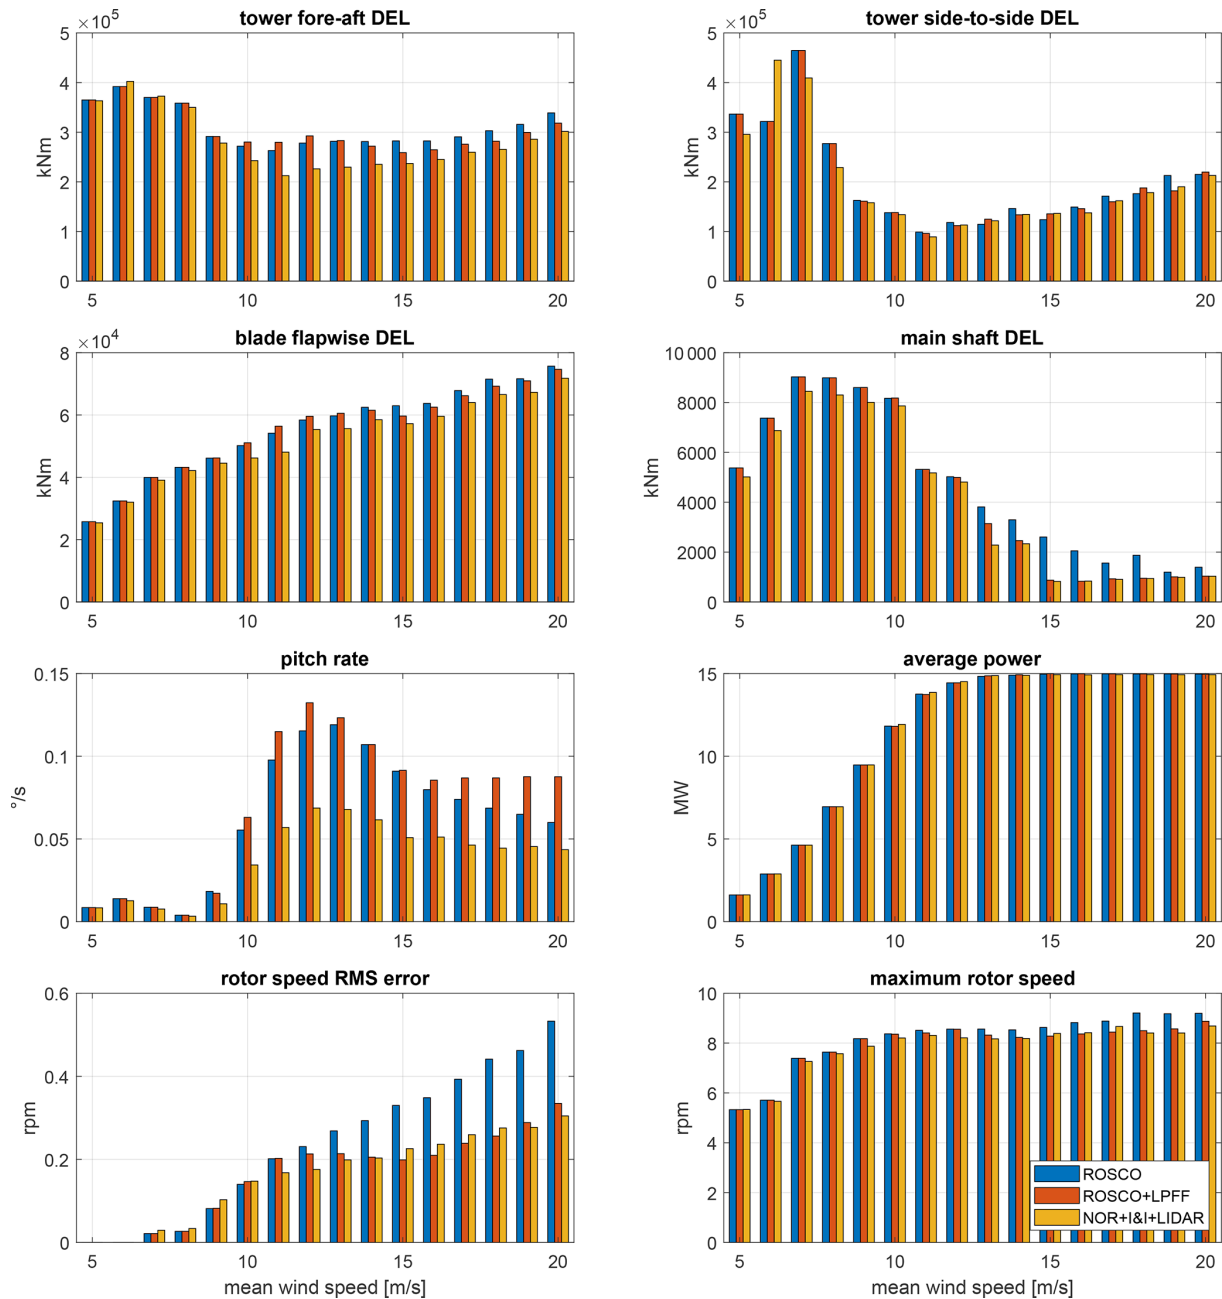 tower fore-aft DEL
×10⁵
5
4
3
2
1
0
kNm
5 10 15 20
tower side-to-side DEL
×10⁵
5
4
3
2
1
0
kNm
5 10 15 20
blade flapwise DEL
×10⁴
8
6
4
2
0
kNm
5 10 15 20
main shaft DEL
10 000
8000
6000
4000
2000
0
kNm
5 10 15 20
pitch rate
0.15
0.1
0.05
0
°/s
5 10 15 20
average power
15
10
5
0
MW
5 10 15 20
rotor speed RMS error
0.6
0.4
0.2
0
rpm
5 10 15 20
mean wind speed [m/s]
maximum rotor speed
10
8
6
4
2
0
rpm
ROSCO
ROSCO+LPFF
NOR+I&I+LIDAR
5 10 15 20
mean wind speed [m/s]